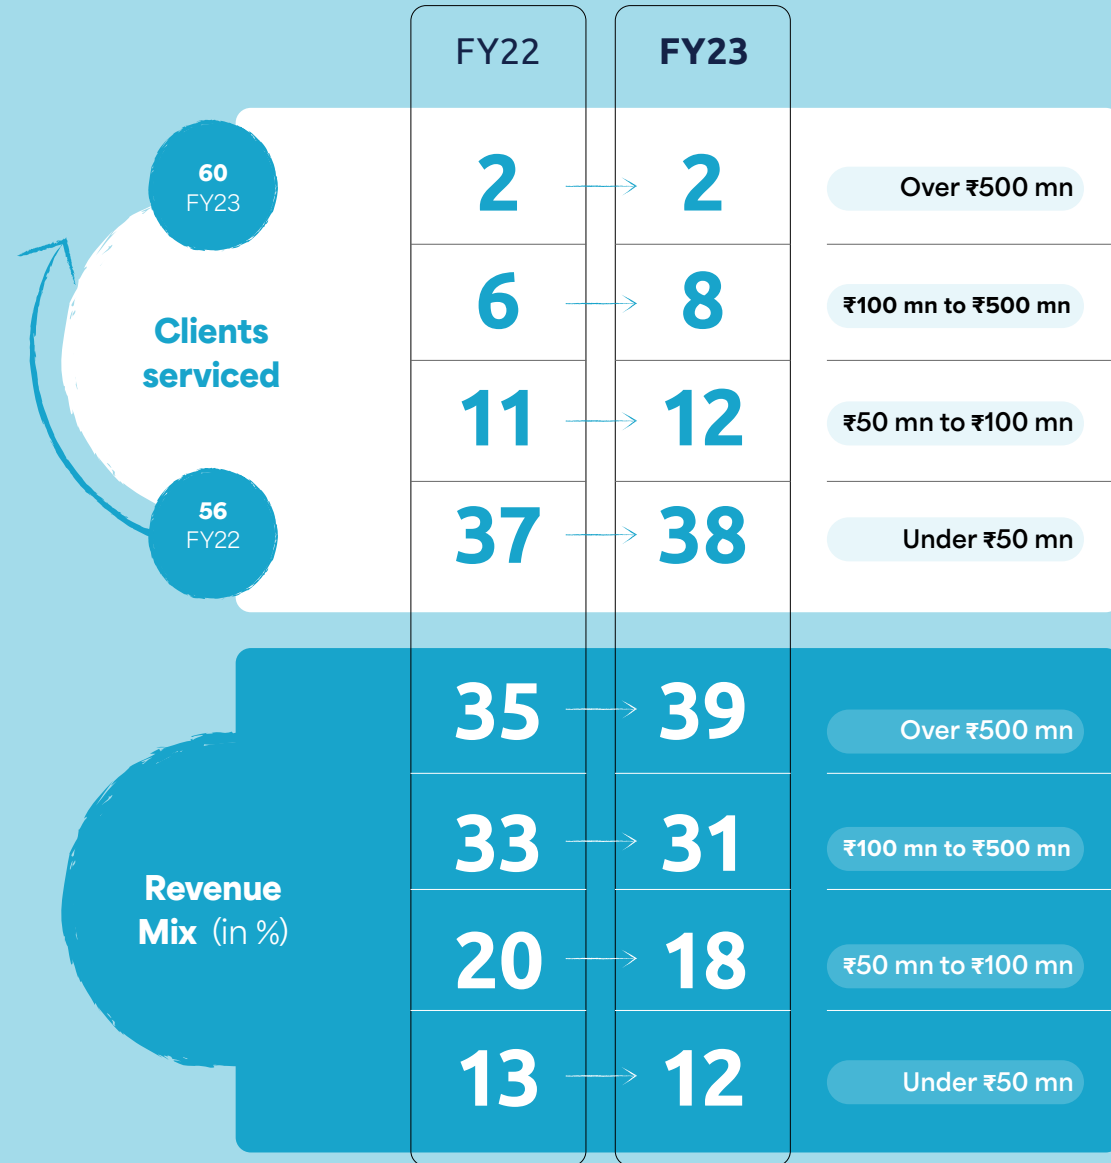 FY22 FY23
60
FY23
Clients
serviced
56
FY22
2 2 Over ₹500 mn
6 8 ₹100 mn to ₹500 mn
11 12 ₹50 mn to ₹100 mn
37 38 Under ₹50 mn
Revenue
Mix (in %)
35 39 Over ₹500 mn
33 31 ₹100 mn to ₹500 mn
20 18 ₹50 mn to ₹100 mn
13 12 Under ₹50 mn